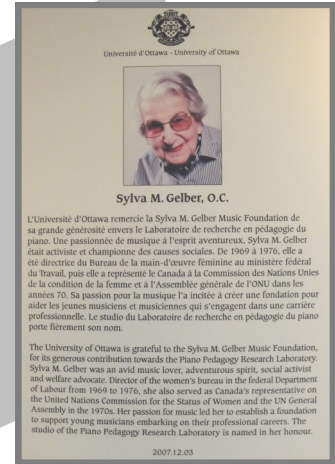 Université d'Ottawa - University of Ottawa
Sylva M. Gelber, O.C.
L'Université d'Ottawa remercie la Sylva M. Gelber Music Foundation de
sa grande générosité envers le Laboratoire de recherche en pédagogie du
piano. Une passionnée de musique à l'esprit aventureux, Sylva M. Gelber
était activiste et championne des causes sociales. De 1969 à 1976, elle a
été directrice du Bureau de la main-d'œuvre féminine au ministère fédéral
du Travail, puis elle a représenté le Canada à la Commission des Nations Unies
de la condition de la femme et à l'Assemblée générale de l'ONU dans les
années 70. Sa passion pour la musique l'a incitée à créer une fondation pour
aider les jeunes musiciens et musiciennes qui s'engagent dans une carrière
professionnelle. Le studio du Laboratoire de recherche en pédagogie du piano
porte fièrement son nom.
The University of Ottawa is grateful to the Sylva M. Gelber Music Foundation,
for its generous contribution towards the Piano Pedagogy Research Laboratory.
Sylva M. Gelber was an avid music lover, adventurous spirit, social activist
and welfare advocate. Director of the women's bureau in the federal Department
of Labour from 1969 to 1976, she also served as Canada's representative on
the United Nations Commission for the Status of Women and the UN General
Assembly in the 1970s. Her passion for music led her to establish a foundation
to support young musicians embarking on their professional careers. The
studio of the Piano Pedagogy Research Laboratory is named in her honour.
2007.12.03